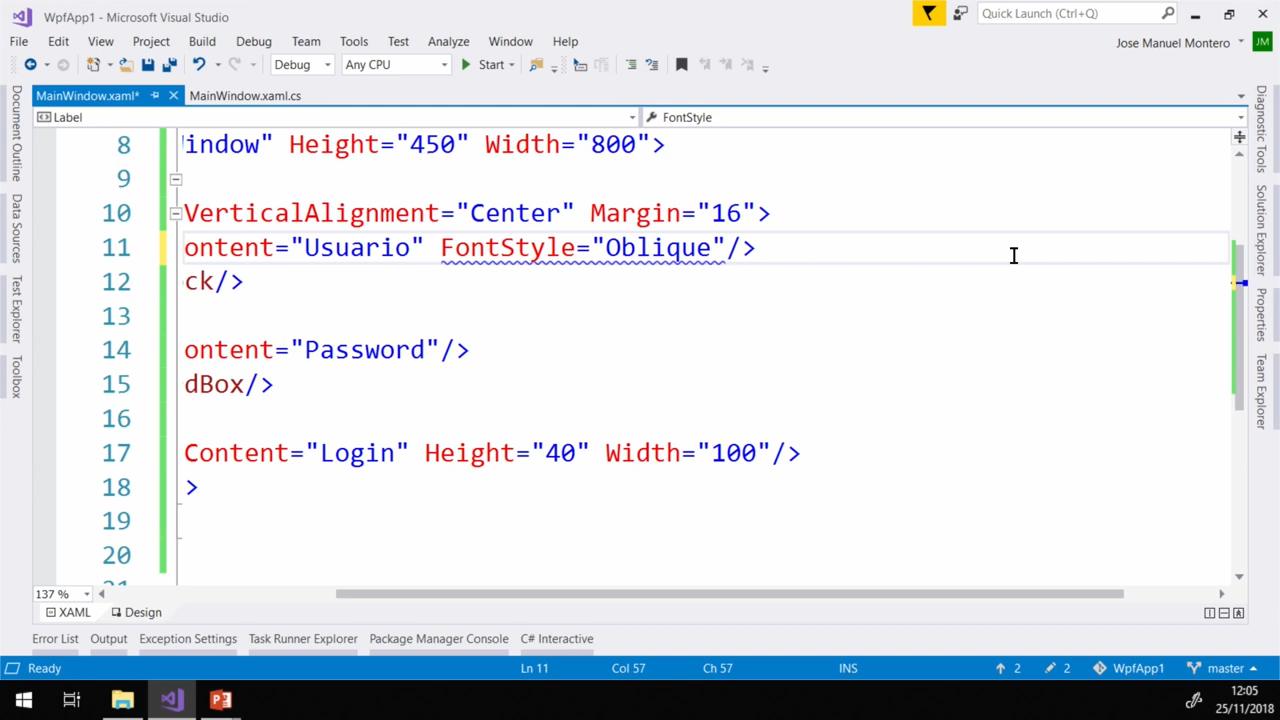 WpfApp1 - Microsoft Visual Studio
Quick Launch (Ctrl+Q)
File Edit View Project Build Debug Team Tools Test Analyze Window Help
Jose Manuel Montero JM
Debug Any CPU Start
MainWindow.xaml* MainWindow.xaml.cs
Label FontStyle
8 indow" Height="450" Width="800">
9
10 VerticalAlignment="Center" Margin="16">
11 ontent="Usuario" FontStyle="Oblique"/>
12 ck/>
13
14 ontent="Password"/>
15 dBox/>
16
17 Content="Login" Height="40" Width="100"/>
18 >
19
20
Document Outline
Data Sources
Test Explorer
Toolbox
Diagnostic Tools
Solution Explorer
Properties
Team Explorer
137 %
XAML Design
Error List Output Exception Settings Task Runner Explorer Package Manager Console C# Interactive
Ready Ln 11 Col 57 Ch 57 INS 2 2 WpfApp1 master
12:05
25/11/2018